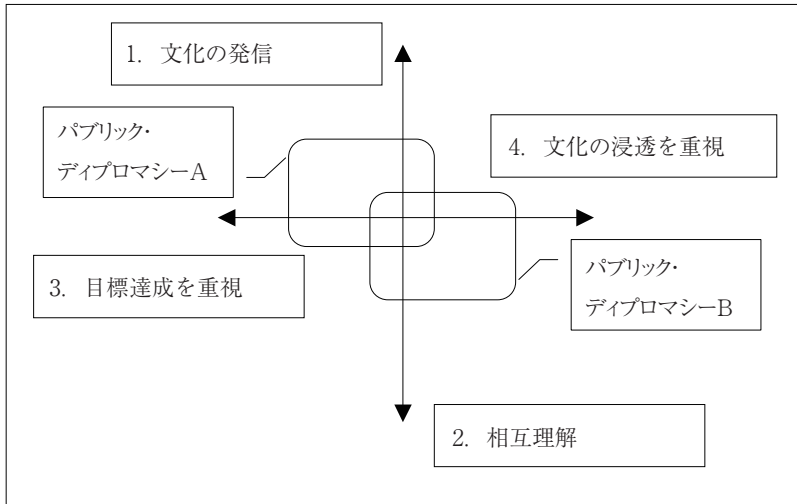 1. 文化の発信
パブリック・
ディプロマシーA
4. 文化の浸透を重視
3. 目標達成を重視
パブリック・
ディプロマシーB
2. 相互理解